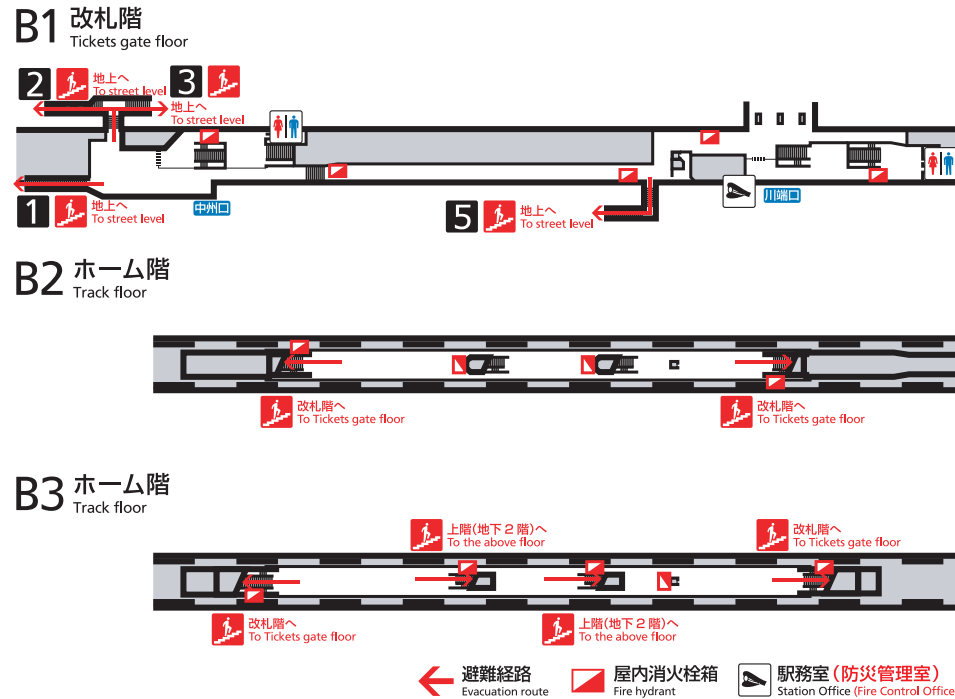 B1 改札階
Tickets gate floor
2 地上へ
To street level
3 地上へ
To street level
1 地上へ
To street level
中州口
5 地上へ
To street level
川端口
B2 ホーム階
Track floor
改札階へ
To Tickets gate floor
改札階へ
To Tickets gate floor
B3 ホーム階
Track floor
上階(地下2階)へ
To the above floor
改札階へ
To Tickets gate floor
改札階へ
To Tickets gate floor
上階(地下2階)へ
To the above floor
避難経路
Evacuation route
屋内消火栓箱
Fire hydrant
駅務室(防災管理室)
Station Office (Fire Control Office